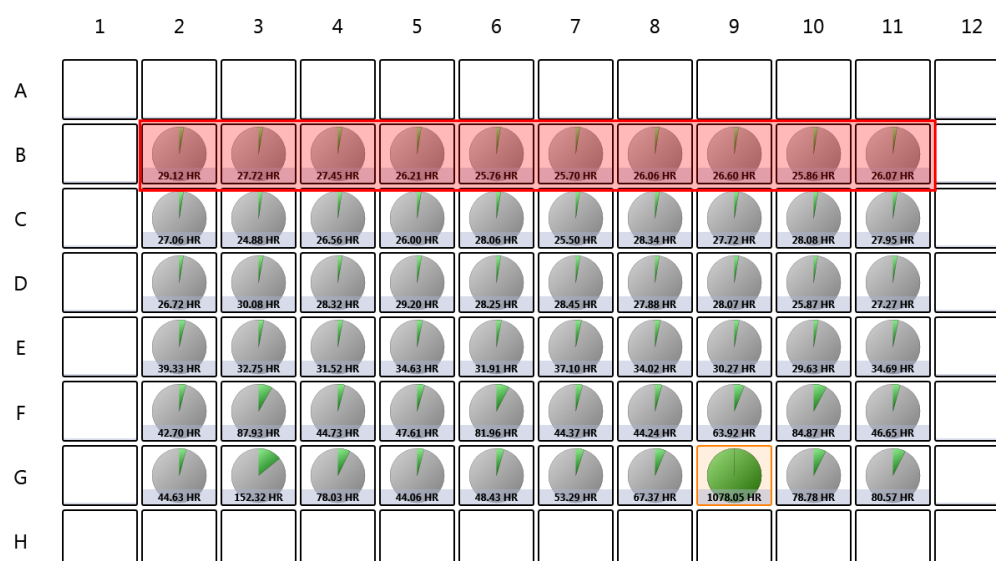 1 2 3 4 5 6 7 8 9 10 11 12
A
B
29.12 HR 27.72 HR 27.45 HR 26.21 HR 25.76 HR 25.70 HR 26.06 HR 26.60 HR 25.86 HR 26.07 HR
C
27.06 HR 24.88 HR 26.56 HR 26.00 HR 28.06 HR 25.50 HR 28.34 HR 27.72 HR 28.08 HR 27.95 HR
D
26.72 HR 30.08 HR 28.32 HR 29.20 HR 28.25 HR 28.45 HR 27.88 HR 28.07 HR 25.87 HR 27.27 HR
E
39.33 HR 32.75 HR 31.52 HR 34.63 HR 31.91 HR 37.10 HR 34.02 HR 30.27 HR 29.63 HR 34.69 HR
F
42.70 HR 87.93 HR 44.73 HR 47.61 HR 81.96 HR 44.37 HR 44.24 HR 63.92 HR 84.87 HR 46.65 HR
G
44.63 HR 152.32 HR 78.03 HR 44.06 HR 48.43 HR 53.29 HR 67.37 HR 1078.05 HR 78.78 HR 80.57 HR
H